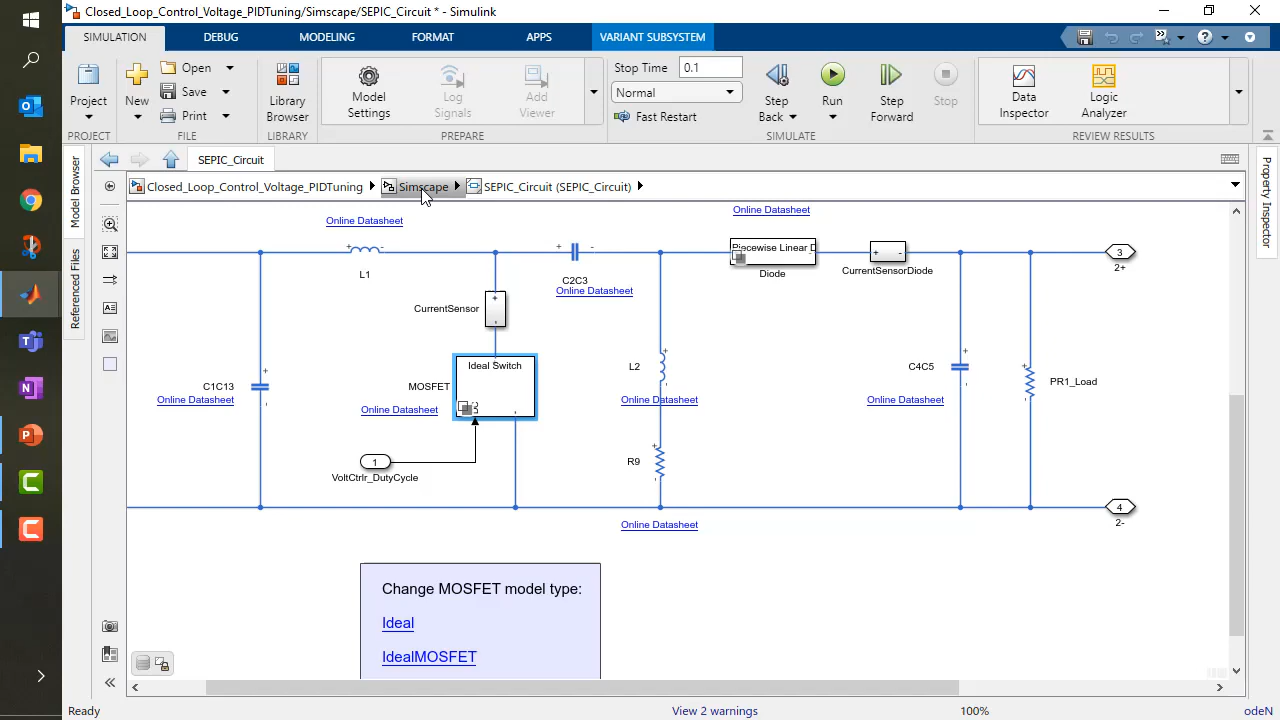 Closed_Loop_Control_Voltage_PIDTuning/Simscape/SEPIC_Circuit * - Simulink
SIMULATION
DEBUG
MODELING
FORMAT
APPS
VARIANT SUBSYSTEM
Project
New
Open
Save
Print
Library
Browser
Model
Settings
Log
Signals
Add
Viewer
Stop Time
0.1
Normal
Fast Restart
Step
Back
Run
Step
Forward
Stop
Data
Inspector
Logic
Analyzer
PROJECT
FILE
LIBRARY
PREPARE
SIMULATE
REVIEW RESULTS
Model Browser
Referenced Files
Property Inspector
SEPIC_Circuit
Closed_Loop_Control_Voltage_PIDTuning
Simscape
SEPIC_Circuit (SEPIC_Circuit)
Online Datasheet
Online Datasheet
+
-
L1
+
-
C2C3
Online Datasheet
Piecewise Linear D
Diode
+ -
CurrentSensorDiode
3
2+
CurrentSensor
+
-
Ideal Switch
MOSFET
Online Datasheet
C1C13
Online Datasheet
+
-
L2
Online Datasheet
+
-
C4C5
Online Datasheet
+
-
PR1_Load
+
-
1
VoltCtrlr_DutyCycle
R9
+
-
Online Datasheet
4
2-
Change MOSFET model type:
Ideal
IdealMOSFET
Ready
View 2 warnings
100%
odeN